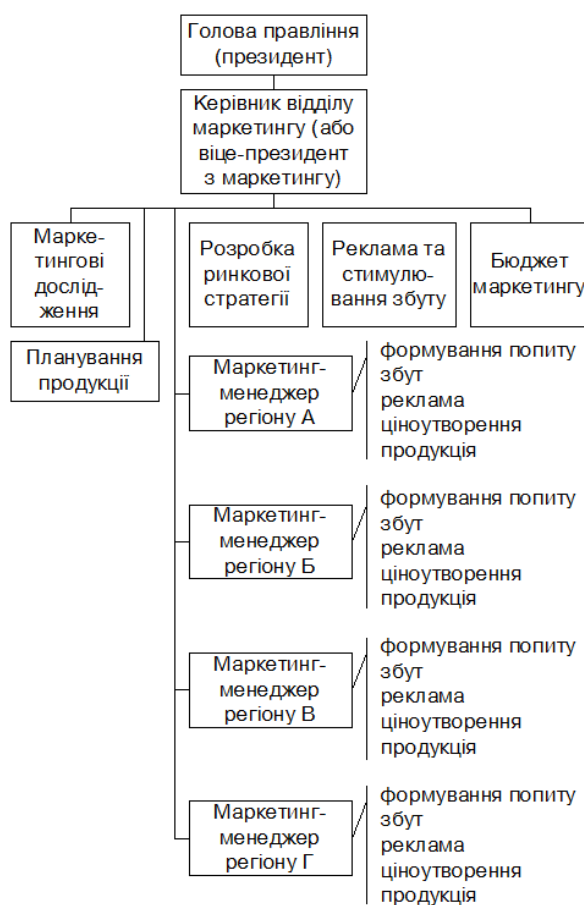 Голова правління
(президент)
Керівник відділу
маркетингу (або
віце-президент
з маркетингу)
Марке-
тингові
дослід-
ження
Розробка
ринкової
стратегії
Реклама та
стимулю-
вання збуту
Бюджет
маркетингу
Планування
продукції
Маркетинг-
менеджер
регіону А
формування попиту
збут
реклама
ціноутворення
продукція
Маркетинг-
менеджер
регіону Б
формування попиту
збут
реклама
ціноутворення
продукція
Маркетинг-
менеджер
регіону В
формування попиту
збут
реклама
ціноутворення
продукція
Маркетинг-
менеджер
регіону Г
формування попиту
збут
реклама
ціноутворення
продукція